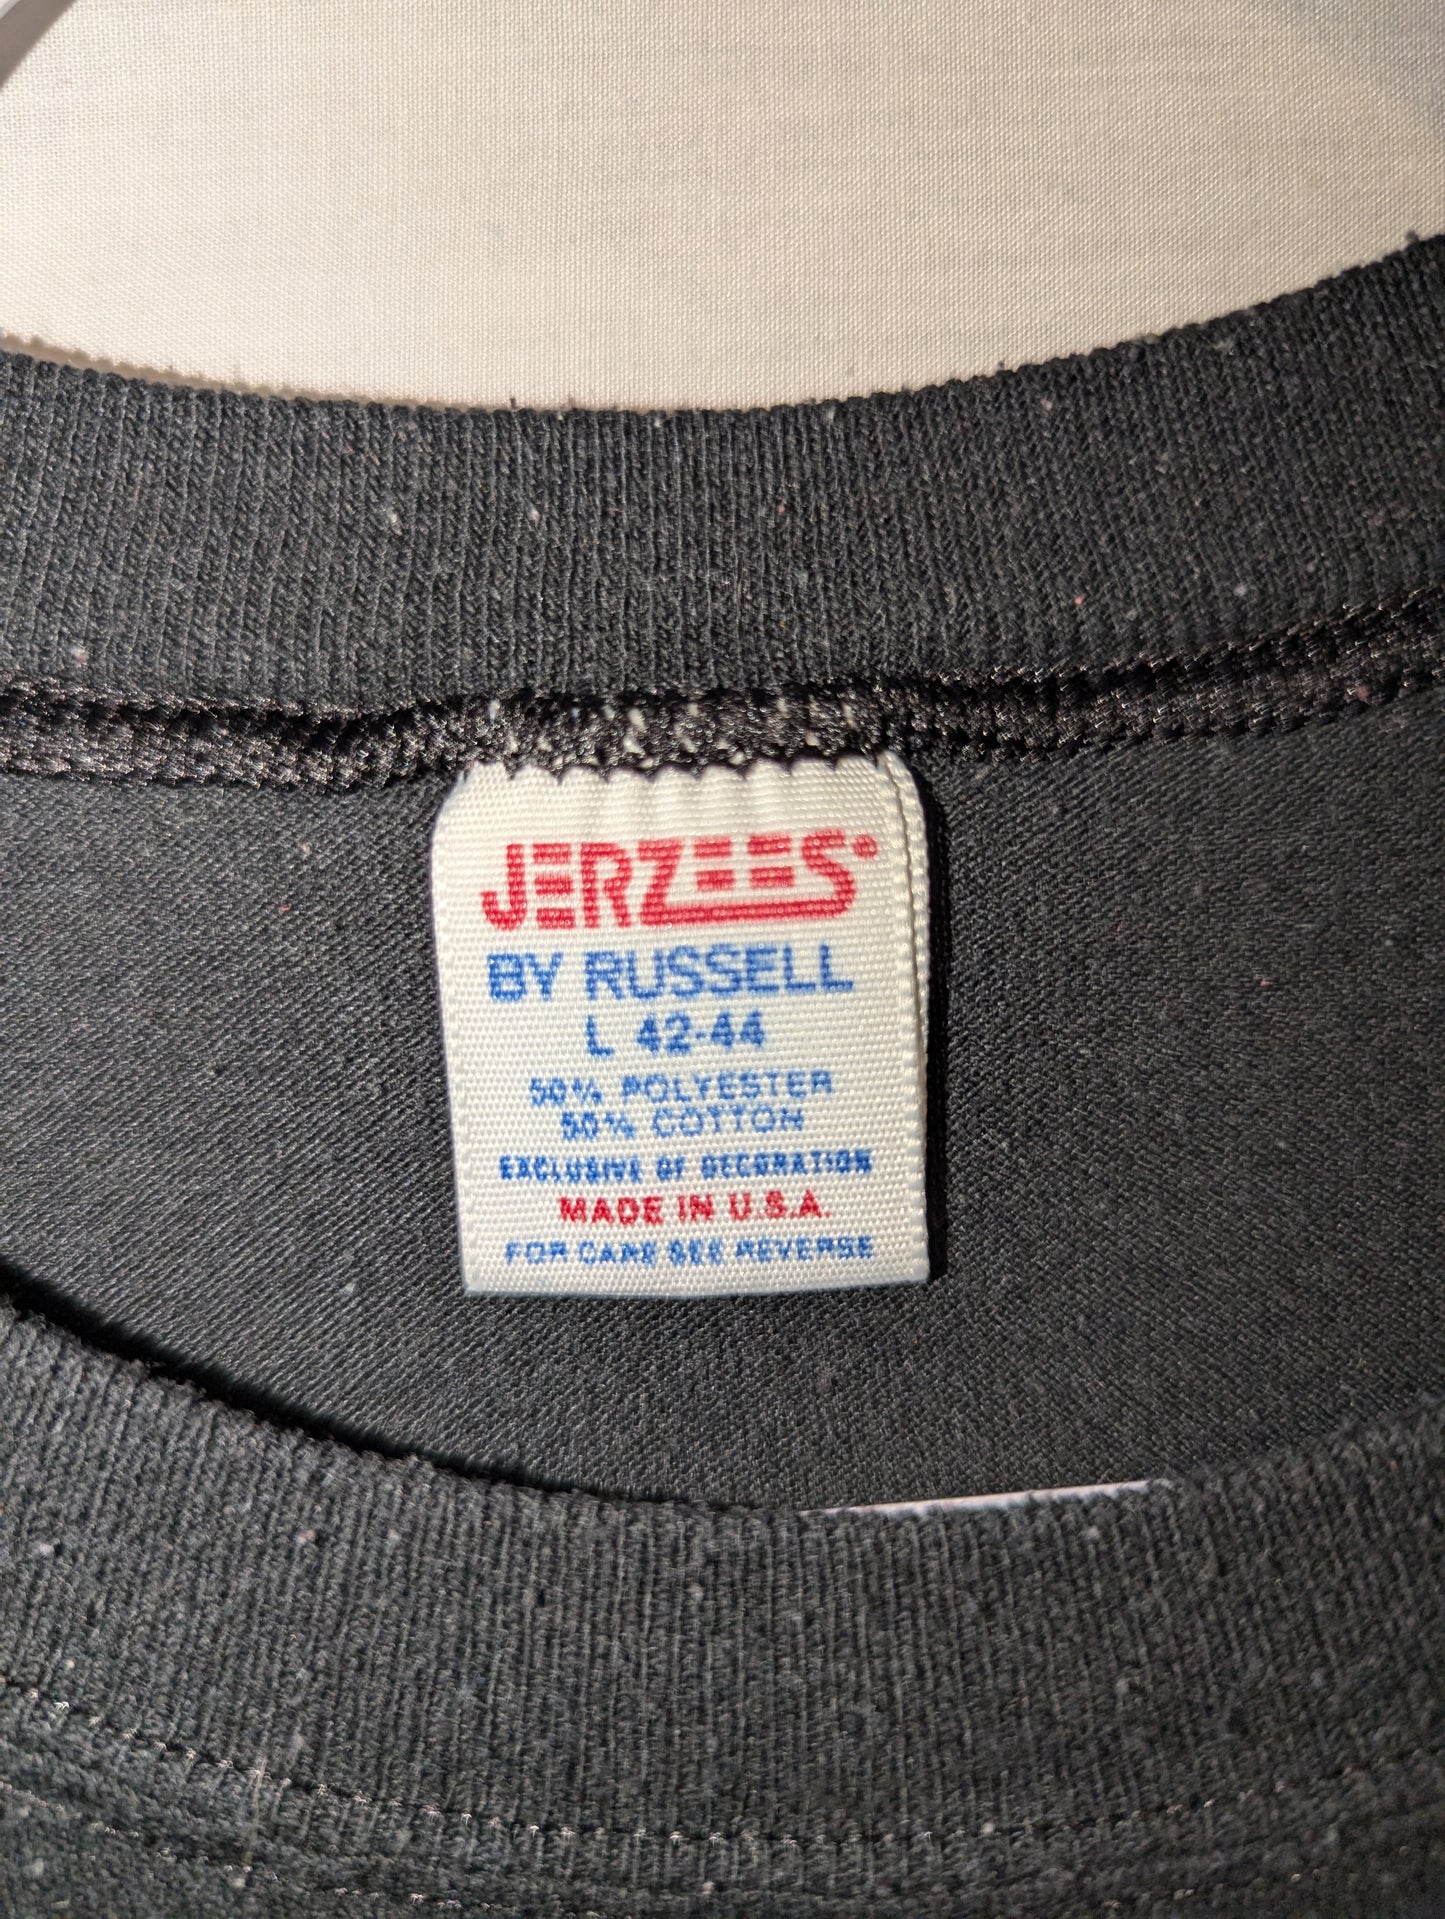 JERZEES®
BY RUSSELL
L 42-44
50% POLYESTER
50% COTTON
EXCLUSIVE OF DECORATION
MADE IN U.S.A.
FOR CARE SEE REVERSE